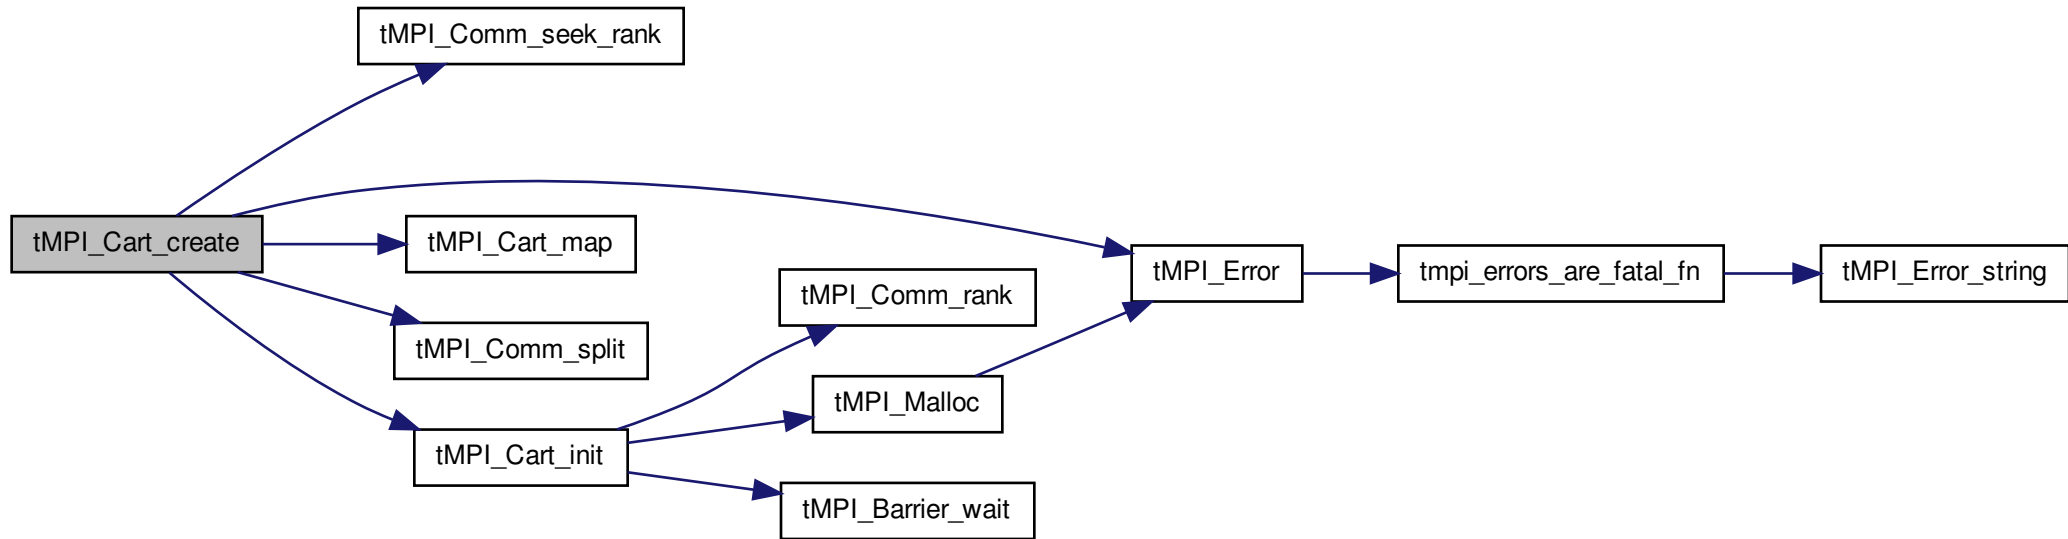 tMPI_Comm_seek_rank
tMPI_Cart_create
tMPI_Cart_map
tMPI_Error
tmpi_errors_are_fatal_fn
tMPI_Error_string
tMPI_Comm_rank
tMPI_Comm_split
tMPI_Malloc
tMPI_Cart_init
tMPI_Barrier_wait